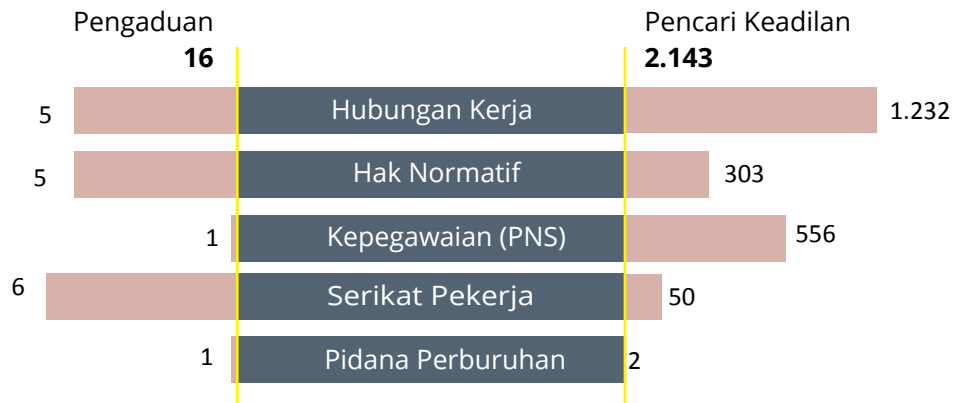 Pengaduan
16
Pencari Keadilan
2.143
5 Hubungan Kerja 1.232
5 Hak Normatif 303
1 Kepegawaian (PNS) 556
6 Serikat Pekerja 50
1 Pidana Perburuhan 2